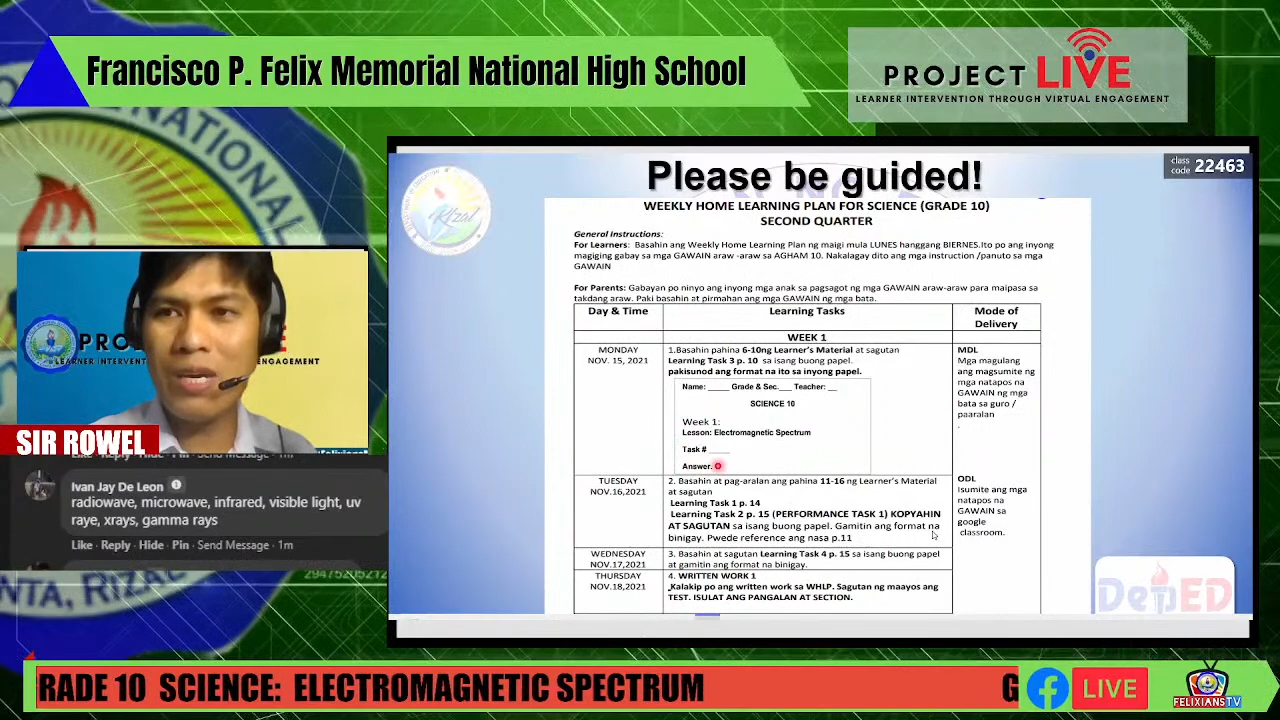 Francisco P. Felix Memorial National High School
PROJECT LIVE
LEARNER INTERVENTION THROUGH VIRTUAL ENGAGEMENT
Please be guided!
class code 22463
Rizal
WEEKLY HOME LEARNING PLAN FOR SCIENCE (GRADE 10)
SECOND QUARTER
General Instructions:
For Learners: Basahin ang Weekly Home Learning Plan ng maigi mula LUNES hanggang BIERNES.Ito po ang inyong
magiging gabay sa mga GAWAIN araw -araw sa AGHAM 10. Nakalagay dito ang mga instruction /panuto sa mga
GAWAIN
For Parents: Gabayan po ninyo ang inyong mga anak sa pagsagot ng mga GAWAIN araw-araw para maipasa sa
takdang araw. Paki basahin at pirmahan ang mga GAWAIN ng mga bata.
Day & Time
Learning Tasks
Mode of
Delivery
WEEK 1
MONDAY
NOV. 15, 2021
1.Basahin pahina 6-10ng Learner's Material at sagutan
Learning Task 3 p. 10 sa isang buong papel.
pakisunod ang format na ito sa inyong papel.
Name: ____ Grade & Sec.___ Teacher: __
SCIENCE 10
Week 1:
Lesson: Electromagnetic Spectrum
Task # ____
Answer.
MDL
Mga magulang
ang magsumite ng
mga natapos na
GAWAIN ng mga
bata sa guro /
paaralan
.
TUESDAY
NOV.16,2021
2. Basahin at pag-aralan ang pahina 11-16 ng Learner's Material
at sagutan
Learning Task 1 p. 14
Learning Task 2 p. 15 (PERFORMANCE TASK 1) KOPYAHIN
AT SAGUTAN sa isang buong papel. Gamitin ang format na
binigay. Pwede reference ang nasa p.11
ODL
Isumite ang mga
natapos na
GAWAIN sa
google
classroom.
WEDNESDAY
NOV.17,2021
3. Basahin at sagutan Learning Task 4 p. 15 sa isang buong papel
at gamitin ang format na binigay.
THURSDAY
NOV.18,2021
4. WRITTEN WORK 1
Kalakip po ang written work sa WHLP. Sagutan ng maayos ang
TEST. ISULAT ANG PANGALAN AT SECTION.
DepED
SIR ROWEL
Like · Reply · Hide · Pin · Send Message · 1m
Ivan Jay De Leon
radiowave, microwave, infrared, visible light, uv
raye, xrays, gamma rays
Like · Reply · Hide · Pin · Send Message · 1m
RADE 10 SCIENCE: ELECTROMAGNETIC SPECTRUM
G
LIVE
FELIXIANS TV